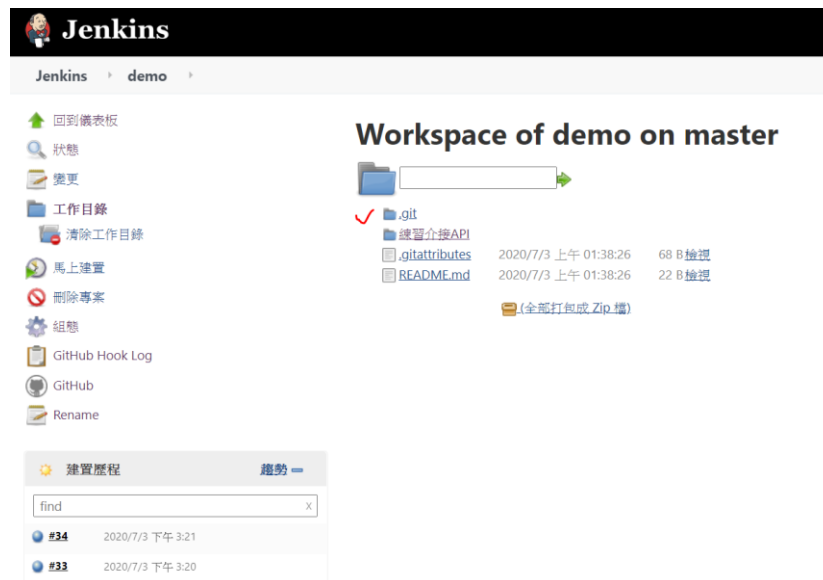 Jenkins
Jenkins demo
回到儀表板
狀態
變更
工作目錄
清除工作目錄
馬上建置
刪除專案
組態
GitHub Hook Log
GitHub
Rename
建置歷程 趨勢
find x
#34 2020/7/3 下午 3:21
#33 2020/7/3 下午 3:20
Workspace of demo on master
.git
練習介接API
.gitattributes 2020/7/3 上午 01:38:26 68 B 檢視
README.md 2020/7/3 上午 01:38:26 22 B 檢視
(全部打包成 Zip 檔)